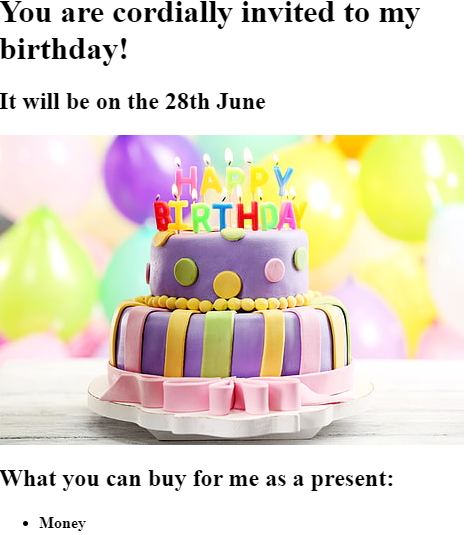 You are cordially invited to my
birthday!
It will be on the 28th June
HAPPY
BIRTHDAY
What you can buy for me as a present:
Money